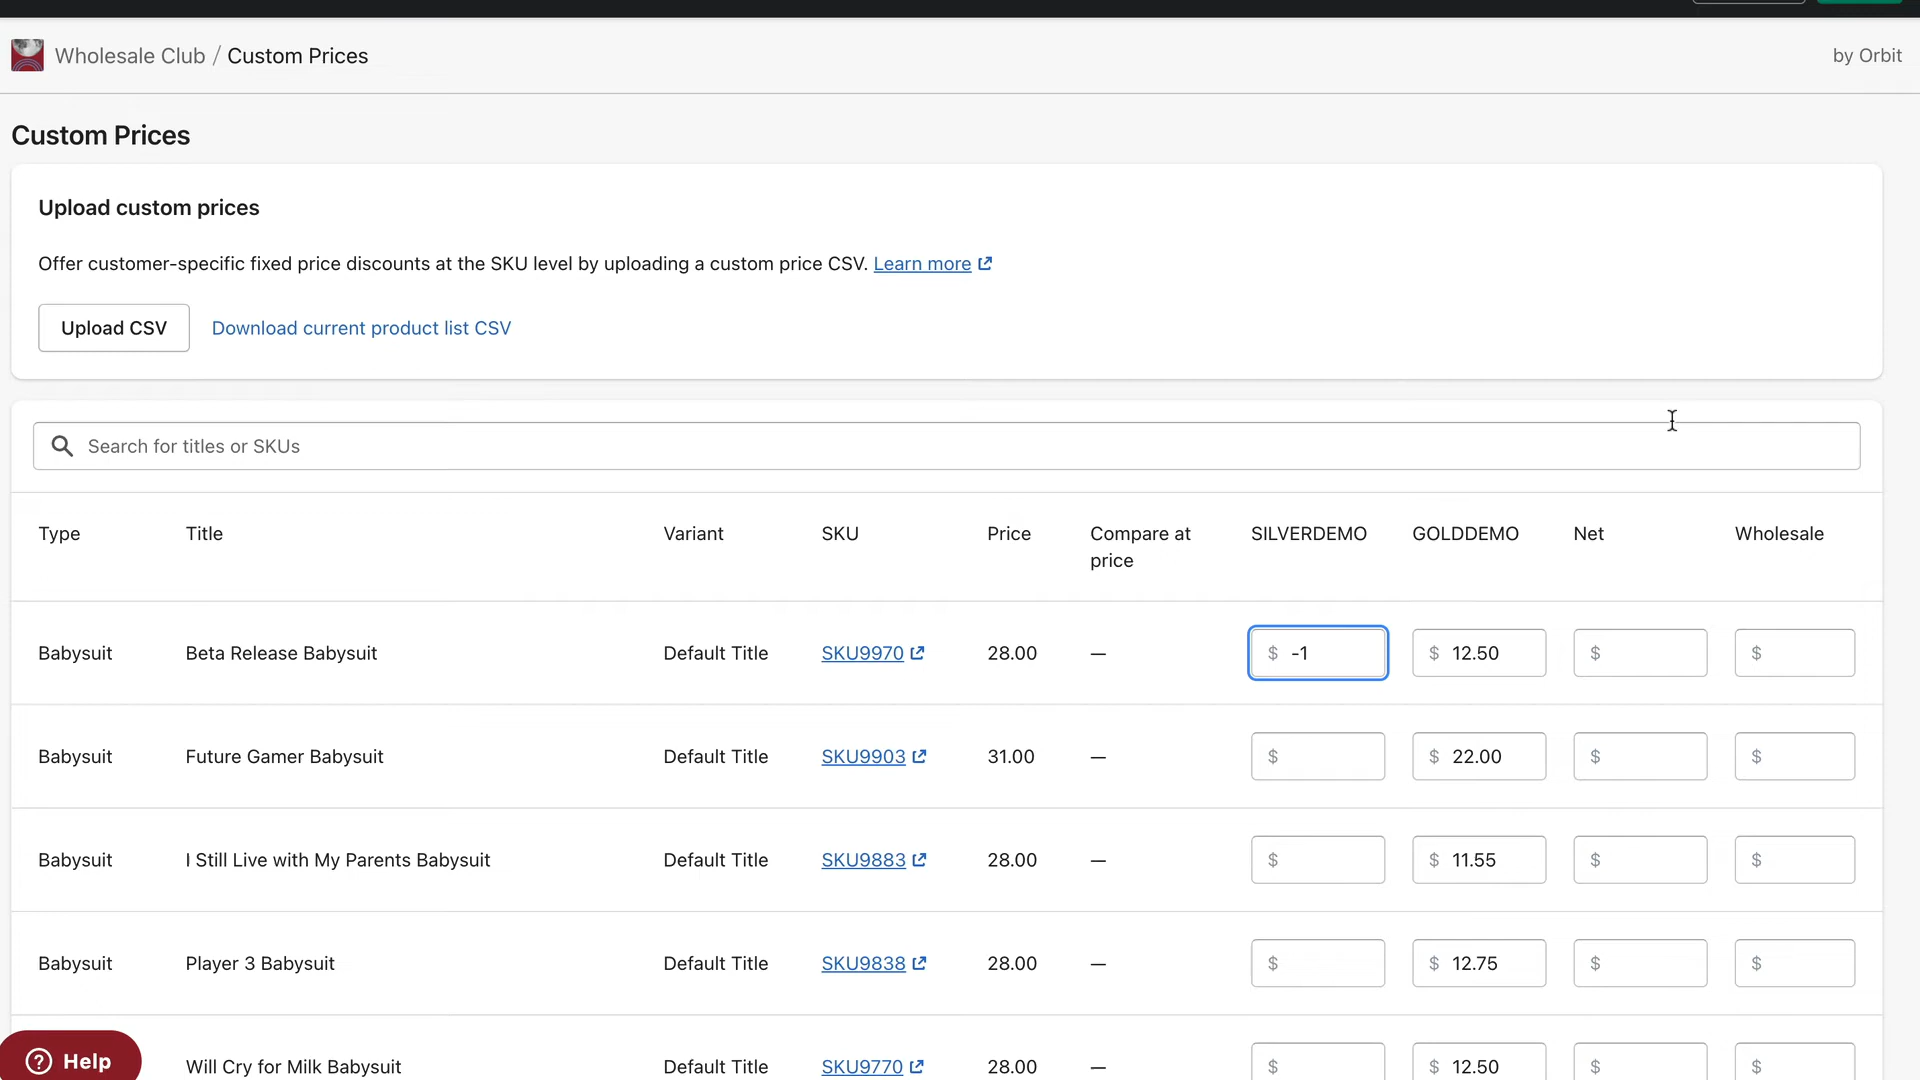 Wholesale Club / Custom Prices
by Orbit
Custom Prices
Upload custom prices
Offer customer-specific fixed price discounts at the SKU level by uploading a custom price CSV. Learn more
Upload CSV Download current product list CSV
Search for titles or SKUs
Type Title Variant SKU Price Compare at price SILVERDEMO GOLDDEMO Net Wholesale
Babysuit Beta Release Babysuit Default Title SKU9970 28.00 — $ -1 $ 12.50 $ $
Babysuit Future Gamer Babysuit Default Title SKU9903 31.00 — $ $ 22.00 $ $
Babysuit I Still Live with My Parents Babysuit Default Title SKU9883 28.00 — $ $ 11.55 $ $
Babysuit Player 3 Babysuit Default Title SKU9838 28.00 — $ $ 12.75 $ $
Will Cry for Milk Babysuit Default Title SKU9770 28.00 — $ $ 12.50 $ $
Help